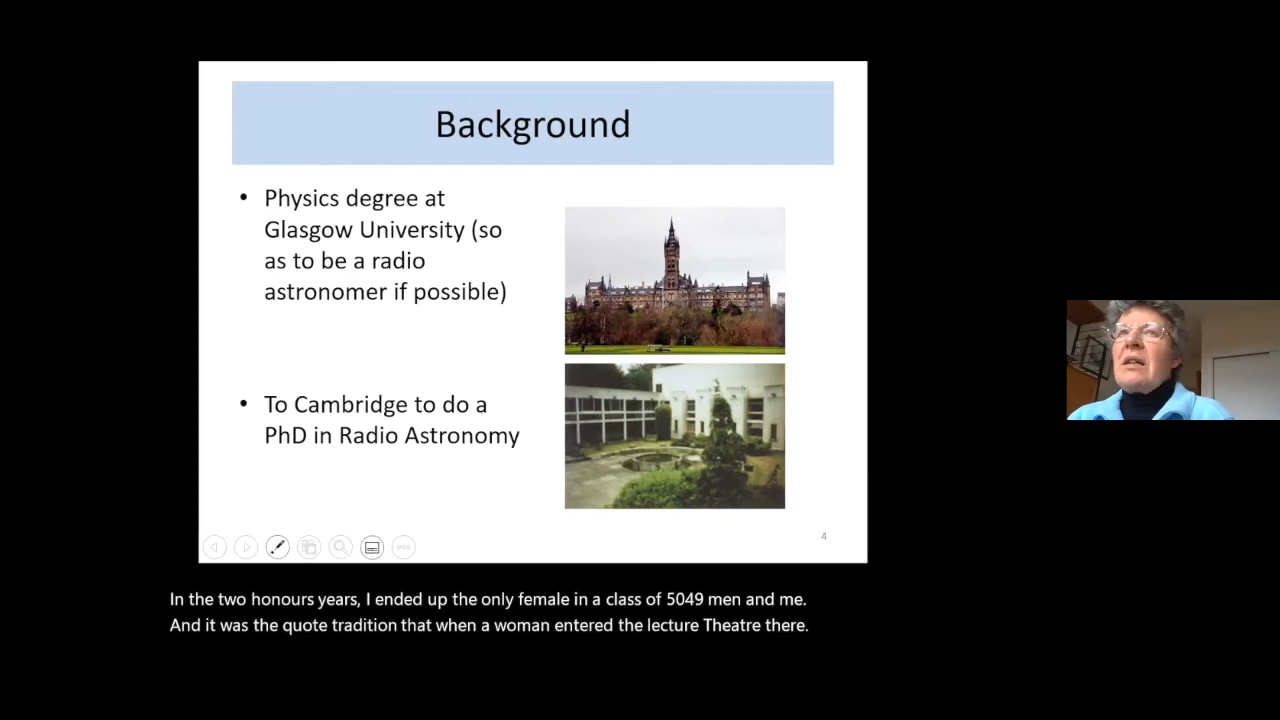 Background
• Physics degree at
Glasgow University (so
as to be a radio
astronomer if possible)
• To Cambridge to do a
PhD in Radio Astronomy
4
In the two honours years, I ended up the only female in a class of 5049 men and me.
And it was the quote tradition that when a woman entered the lecture Theatre there.